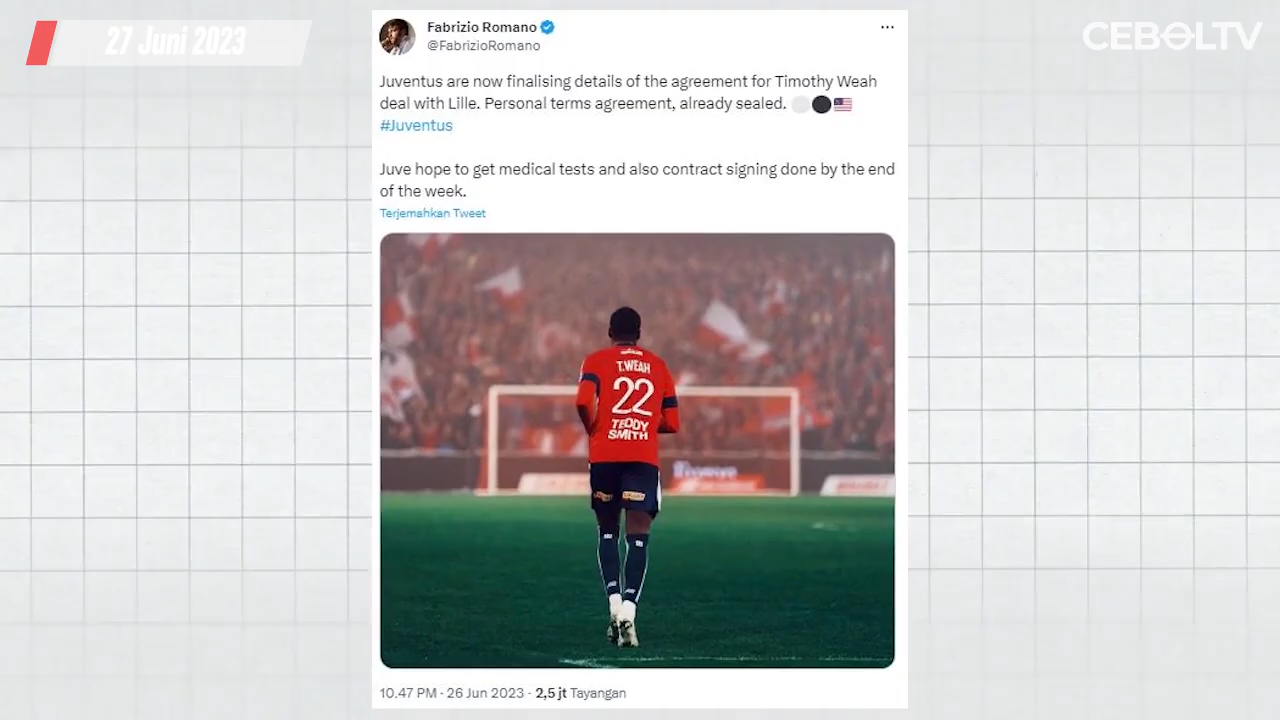 27 Juni 2023
CEBOLTV
Fabrizio Romano
@FabrizioRomano
Juventus are now finalising details of the agreement for Timothy Weah
deal with Lille. Personal terms agreement, already sealed.
#Juventus
Juve hope to get medical tests and also contract signing done by the end
of the week.
Terjemahkan Tweet
T.WEAH
22
TEDDY
SMITH
10.47 PM · 26 Jun 2023 · 2,5 jt Tayangan